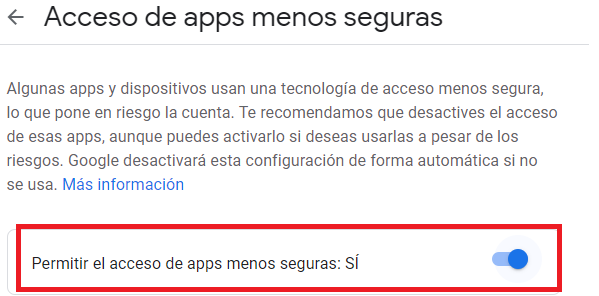 Acceso de apps menos seguras
Algunas apps y dispositivos usan una tecnología de acceso menos segura,
lo que pone en riesgo la cuenta. Te recomendamos que desactives el acceso
de esas apps, aunque puedes activarlo si deseas usarlas a pesar de los
riesgos. Google desactivará esta configuración de forma automática si no
se usa. Más información
Permitir el acceso de apps menos seguras: SÍ